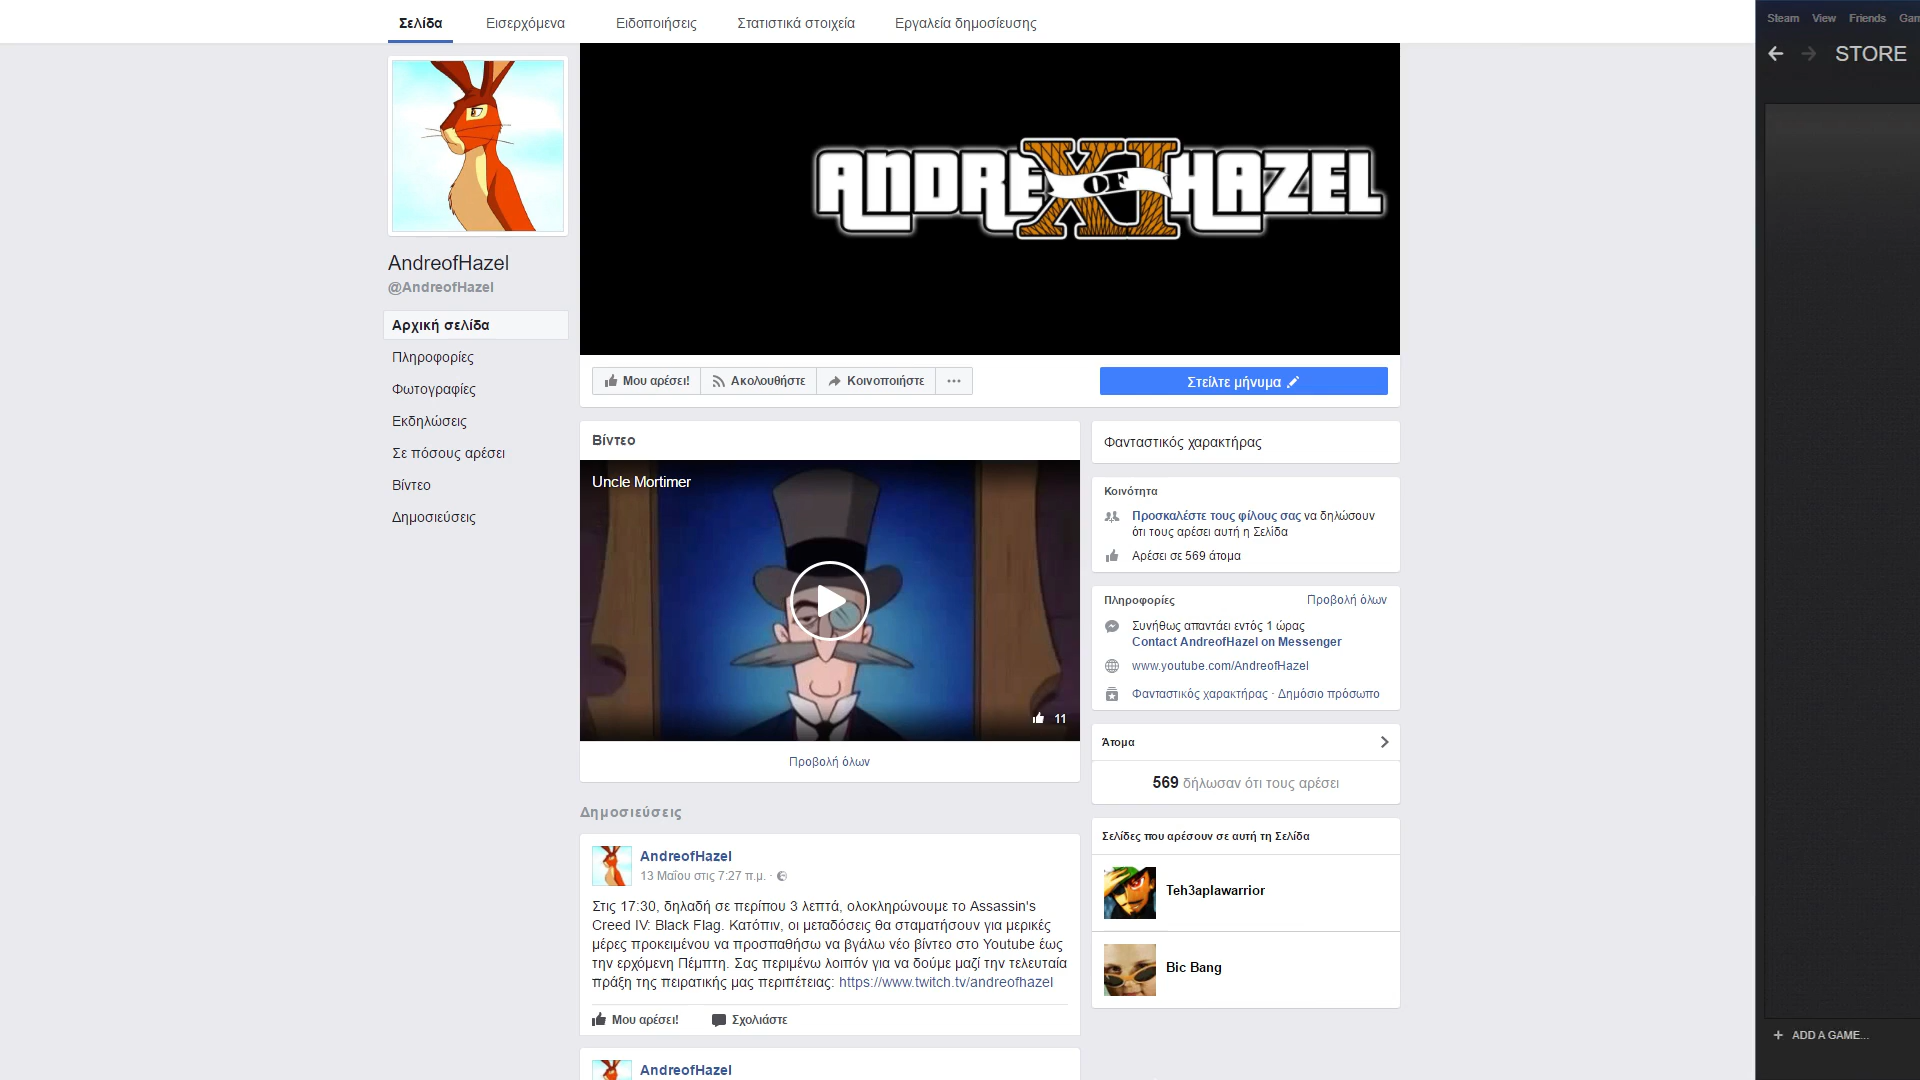 Σελίδα
Εισερχόμενα
Ειδοποιήσεις
Στατιστικά στοιχεία
Εργαλεία δημοσίευσης
Steam View Friends Gam
STORE
ANDRE XI OF HAZEL
AndreofHazel
@AndreofHazel
Αρχική σελίδα
Πληροφορίες
Φωτογραφίες
Εκδηλώσεις
Σε πόσους αρέσει
Βίντεο
Δημοσιεύσεις
Μου αρέσει!
Ακολουθήστε
Κοινοποιήστε
Στείλτε μήνυμα
Βίντεο
Uncle Mortimer
11
Προβολή όλων
Δημοσιεύσεις
AndreofHazel
13 Μαΐου στις 7:27 π.μ. ·
Στις 17:30, δηλαδή σε περίπου 3 λεπτά, ολοκληρώνουμε το Assassin's
Creed IV: Black Flag. Κατόπιν, οι μεταδόσεις θα σταματήσουν για μερικές
μέρες προκειμένου να προσπαθήσω να βγάλω νέο βίντεο στο Youtube έως
την ερχόμενη Πέμπτη. Σας περιμένω λοιπόν για να δούμε μαζί την τελευταία
πράξη της πειρατικής μας περιπέτειας: https://www.twitch.tv/andreofhazel
Μου αρέσει!
Σχολιάστε
AndreofHazel
Φανταστικός χαρακτήρας
Κοινότητα
Προσκαλέστε τους φίλους σας να δηλώσουν
ότι τους αρέσει αυτή η Σελίδα
Αρέσει σε 569 άτομα
Πληροφορίες
Προβολή όλων
Συνήθως απαντάει εντός 1 ώρας
Contact AndreofHazel on Messenger
www.youtube.com/AndreofHazel
Φανταστικός χαρακτήρας · Δημόσιο πρόσωπο
Άτομα
569 δήλωσαν ότι τους αρέσει
Σελίδες που αρέσουν σε αυτή τη Σελίδα
Teh3aplawarrior
Bic Bang
ADD A GAME...